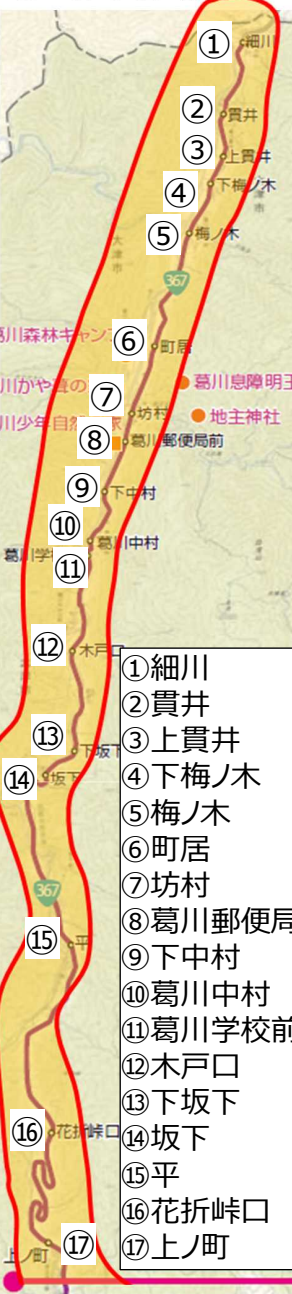 ①
細川
②
貫井
③
上貫井
④
下梅ノ木
⑤
梅ノ木
大津市
367
⑥
町居
葛川森林キャンプ
葛川息障明王
⑦
坊村
地主神社
⑧
葛川郵便局前
⑨
下中村
⑩
葛川中村
葛川学校
⑪
⑫
木戸口
⑬
下坂下
⑭
坂下
367
⑮
平
⑯
花折峠口
上ノ町
⑰
①細川
②貫井
③上貫井
④下梅ノ木
⑤梅ノ木
⑥町居
⑦坊村
⑧葛川郵便局
⑨下中村
⑩葛川中村
⑪葛川学校前
⑫木戸口
⑬下坂下
⑭坂下
⑮平
⑯花折峠口
⑰上ノ町